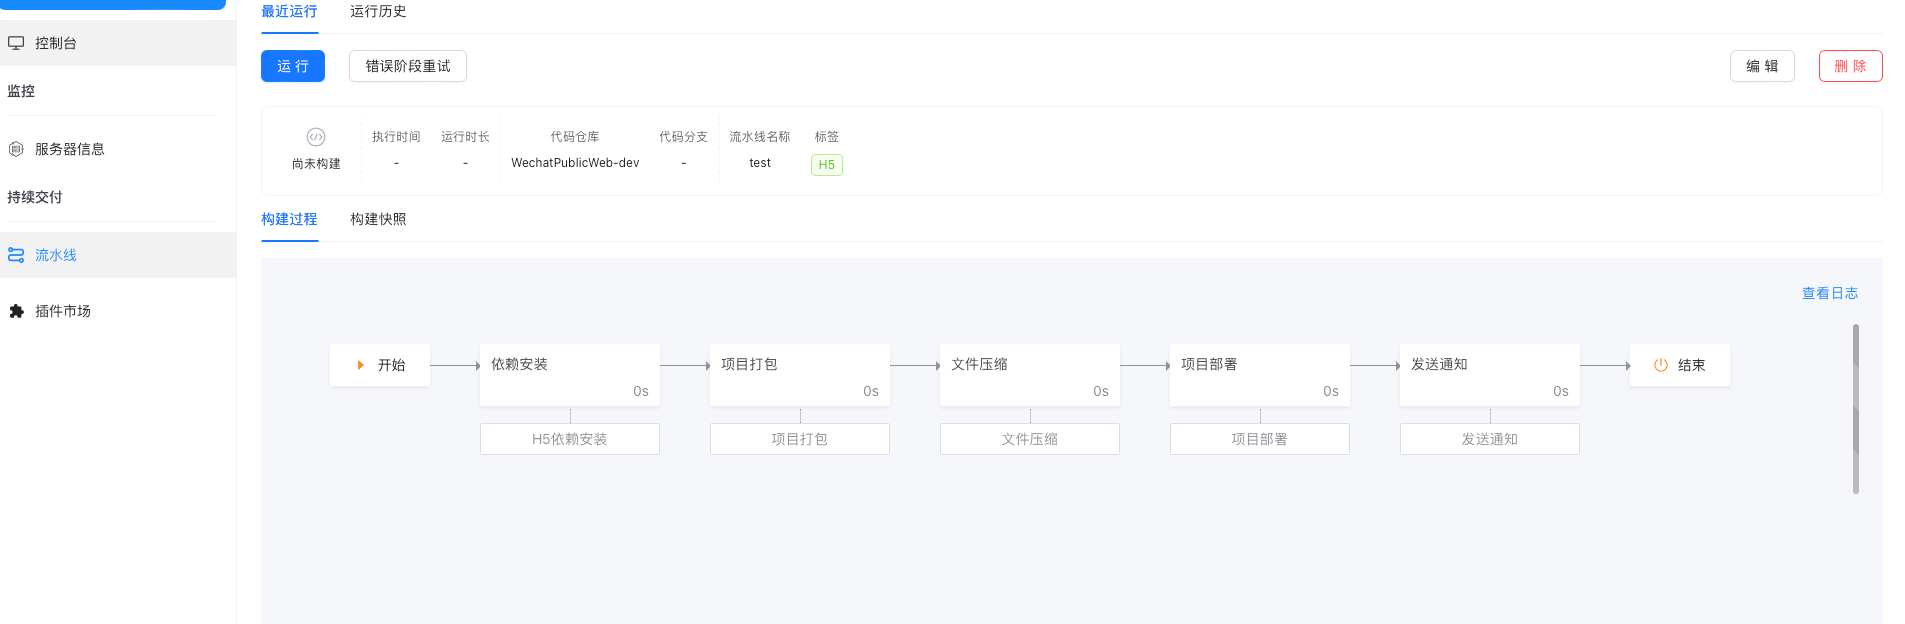 最近运行 运行历史
控制台
运 行 错误阶段重试 编 辑 删 除
监控
执行时间 运行时长 代码仓库 代码分支 流水线名称 标签
尚未构建 - - WechatPublicWeb-dev - test H5
服务器信息
持续交付
构建过程 构建快照
流水线
查看日志
插件市场
开始 依赖安装 项目打包 文件压缩 项目部署 发送通知 结束
0s 0s 0s 0s 0s
H5依赖安装 项目打包 文件压缩 项目部署 发送通知